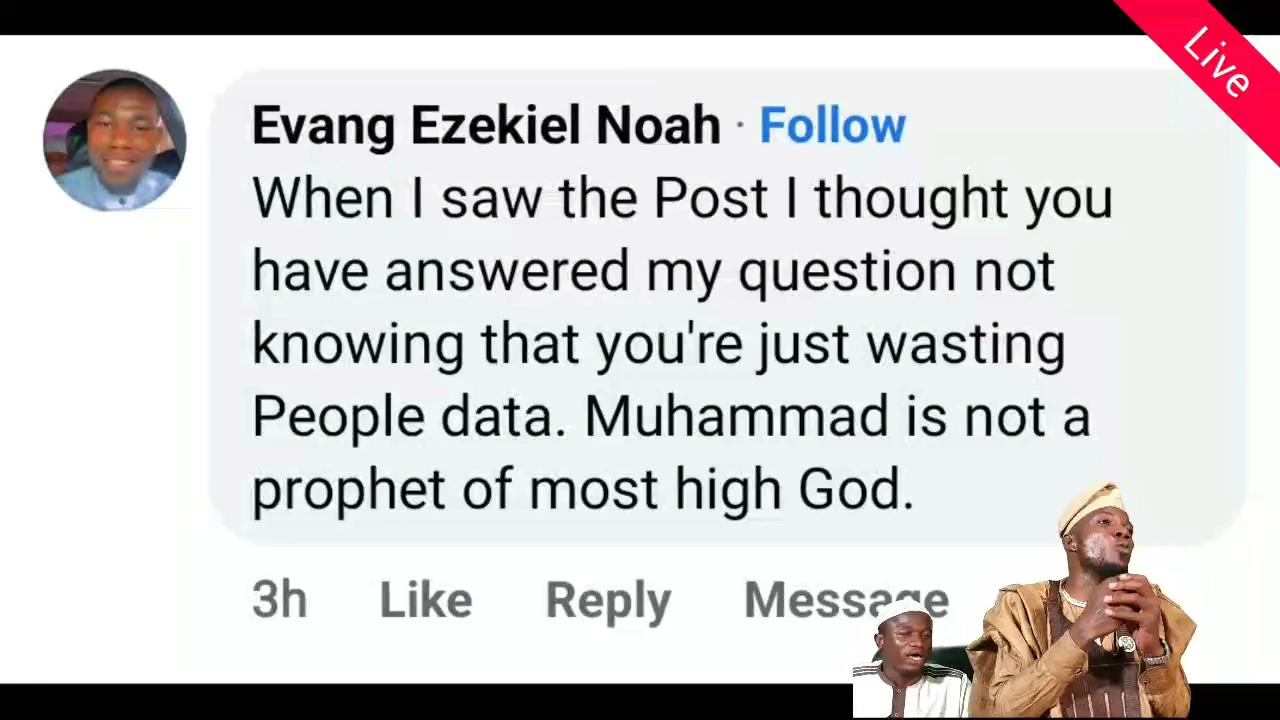 Live
Evang Ezekiel Noah · Follow
When I saw the Post I thought you
have answered my question not
knowing that you're just wasting
People data. Muhammad is not a
prophet of most high God.
3h Like Reply Message